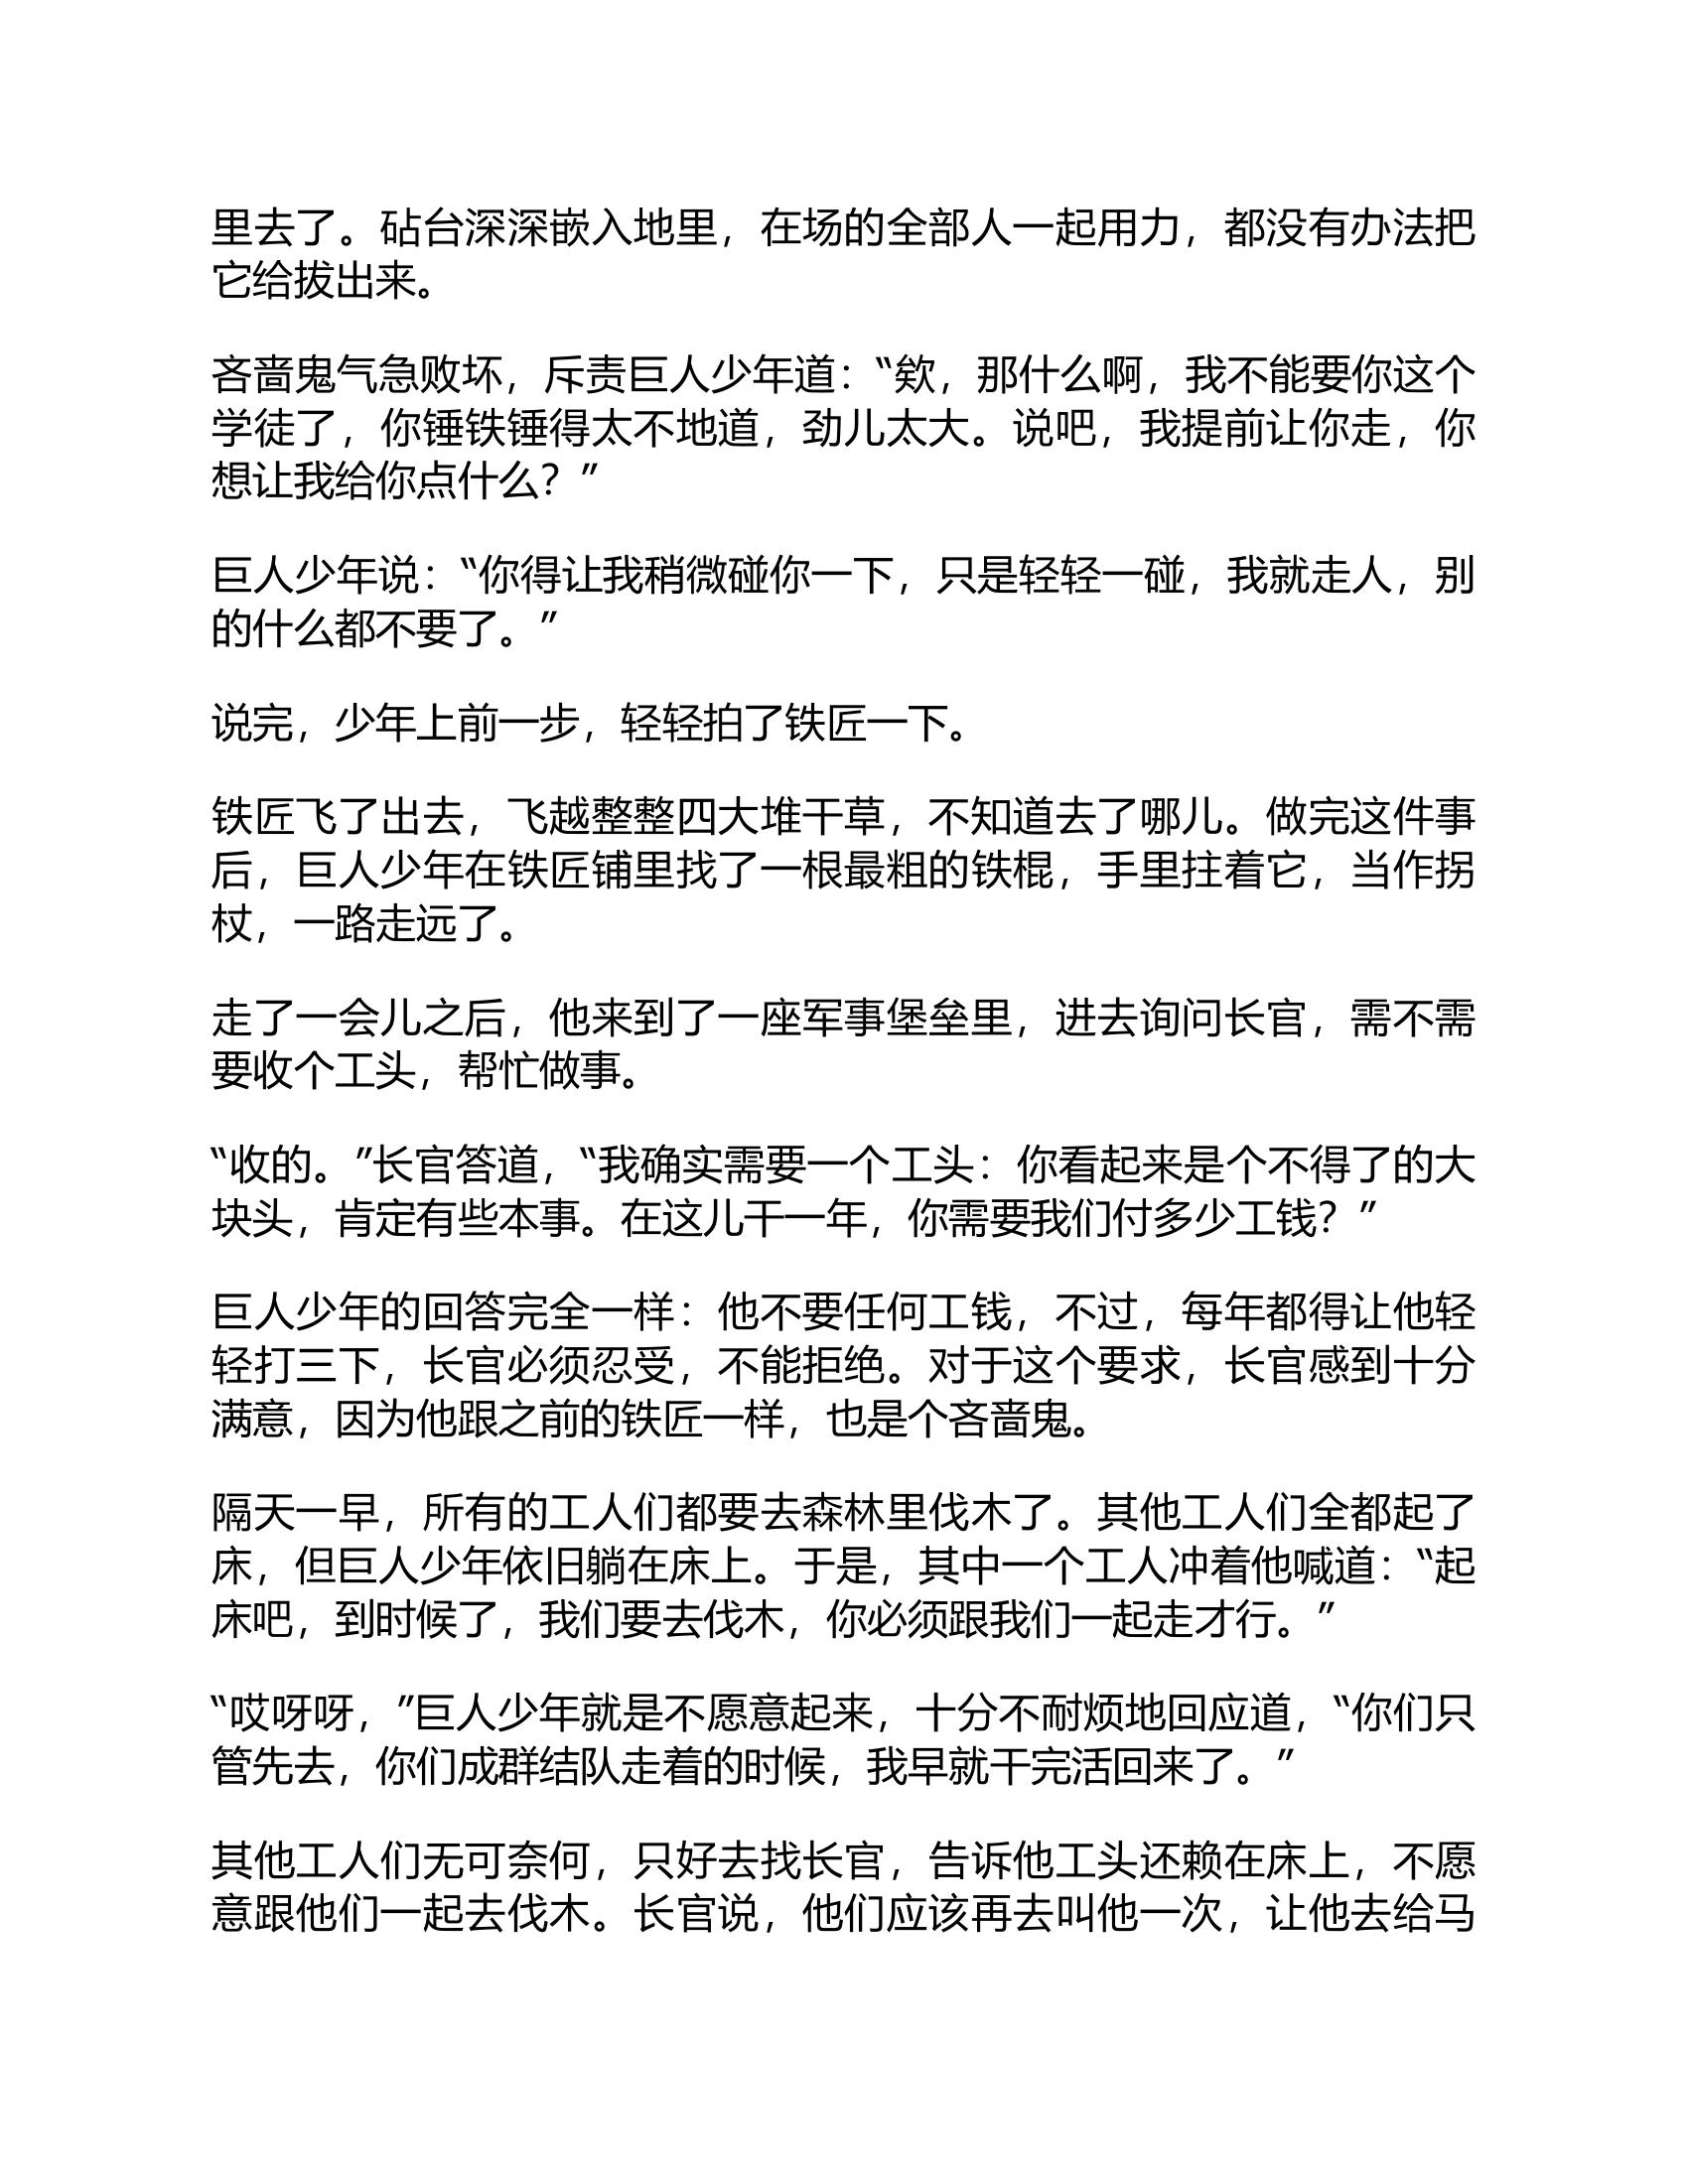 里去了。砧台深深嵌入地里，在场的全部人一起用力，都没有办法把
它给拔出来。
吝啬鬼气急败坏，斥责巨人少年道：“欸，那什么啊，我不能要你这个
学徒了，你锤铁锤得太不地道，劲儿太大。说吧，我提前让你走，你
想让我给你点什么？”
巨人少年说：“你得让我稍微碰你一下，只是轻轻一碰，我就走人，别
的什么都不要了。”
说完，少年上前一步，轻轻拍了铁匠一下。
铁匠飞了出去，飞越整整四大堆干草，不知道去了哪儿。做完这件事
后，巨人少年在铁匠铺里找了一根最粗的铁棍，手里拄着它，当作拐
杖，一路走远了。
走了一会儿之后，他来到了一座军事堡垒里，进去询问长官，需不需
要收个工头，帮忙做事。
“收的。”长官答道，“我确实需要一个工头：你看起来是个不得了的大
块头，肯定有些本事。在这儿干一年，你需要我们付多少工钱？”
巨人少年的回答完全一样：他不要任何工钱，不过，每年都得让他轻
轻打三下，长官必须忍受，不能拒绝。对于这个要求，长官感到十分
满意，因为他跟之前的铁匠一样，也是个吝啬鬼。
隔天一早，所有的工人们都要去森林里伐木了。其他工人们全都起了
床，但巨人少年依旧躺在床上。于是，其中一个工人冲着他喊道：“起
床吧，到时候了，我们要去伐木，你必须跟我们一起走才行。”
“哎呀呀，”巨人少年就是不愿意起来，十分不耐烦地回应道，“你们只
管先去，你们成群结队走着的时候，我早就干完活回来了。”
其他工人们无可奈何，只好去找长官，告诉他工头还赖在床上，不愿
意跟他们一起去伐木。长官说，他们应该再去叫他一次，让他去给马